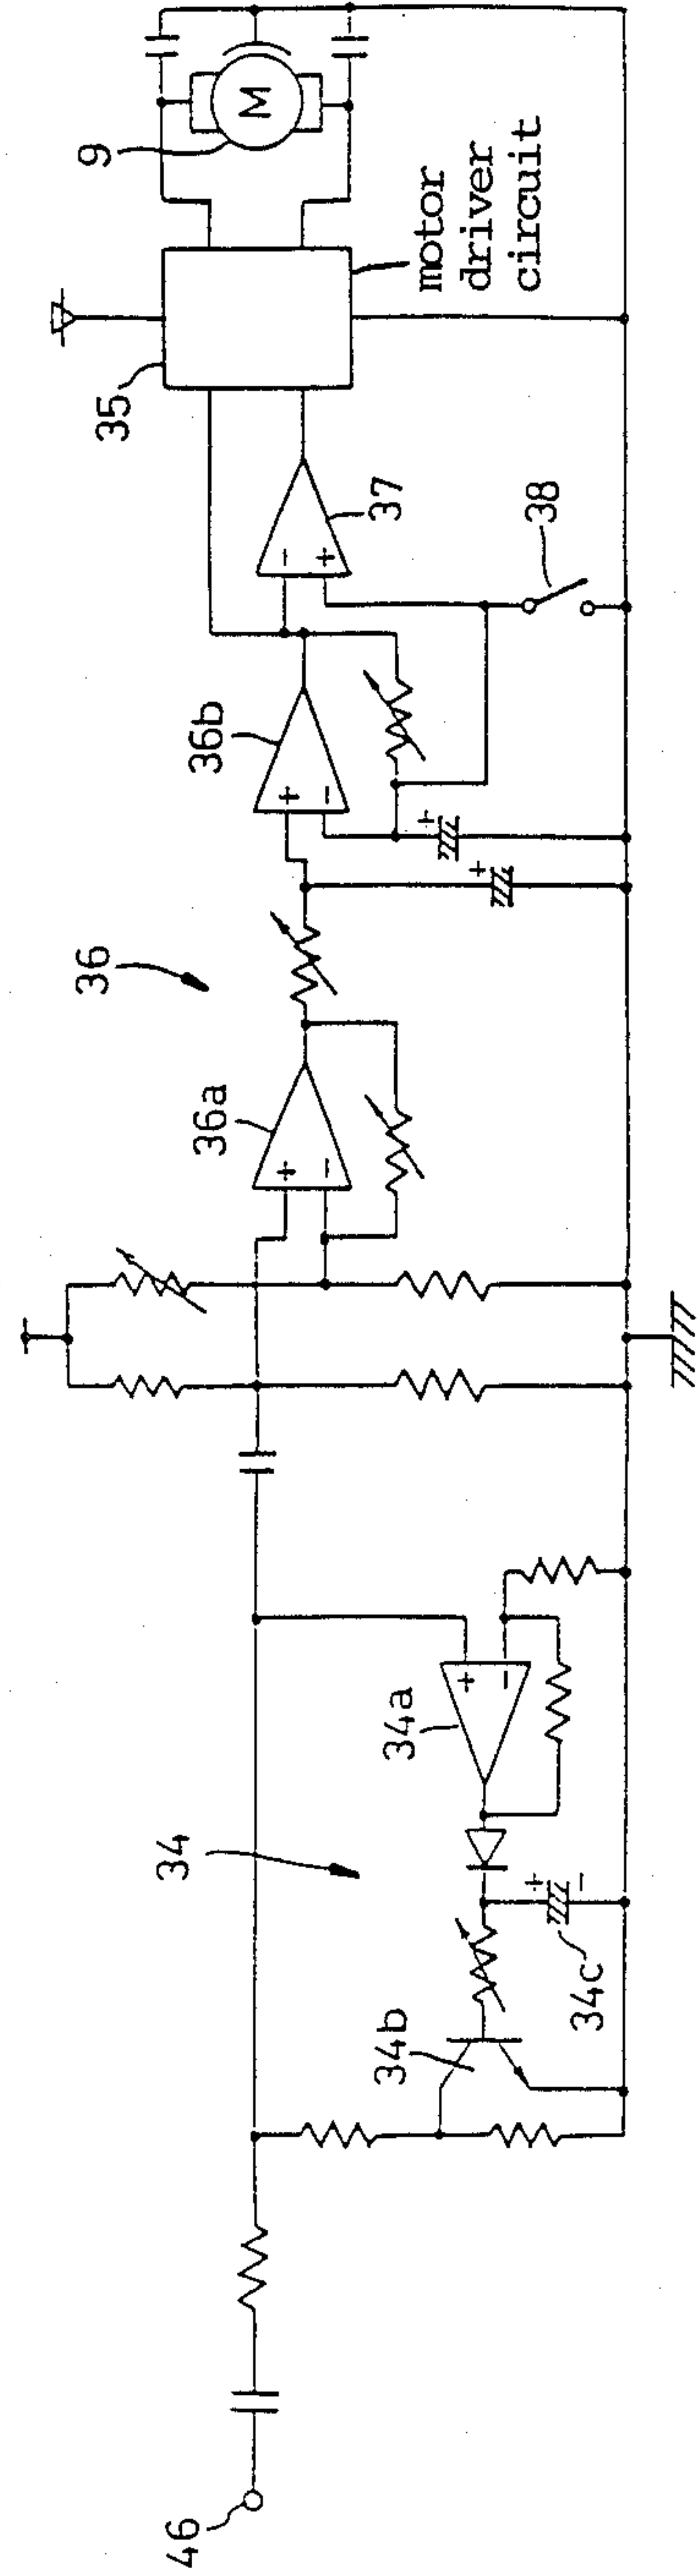 46
34
34b
34c
34a
36
36a
36b
37
38
35
motor
driver
circuit
9
M
+
-
+
-
+
-
+
-
+
+
-
+